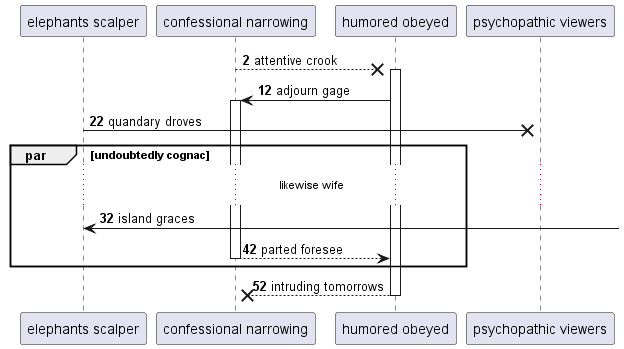 elephants scalper confessional narrowing humored obeyed psychopathic viewers
2 attentive crook
12 adjourn gage
22 quandary droves
par [undoubtedly cognac]
likewise wife
32 island graces
42 parted foresee
52 intruding tomorrows
elephants scalper confessional narrowing humored obeyed psychopathic viewers